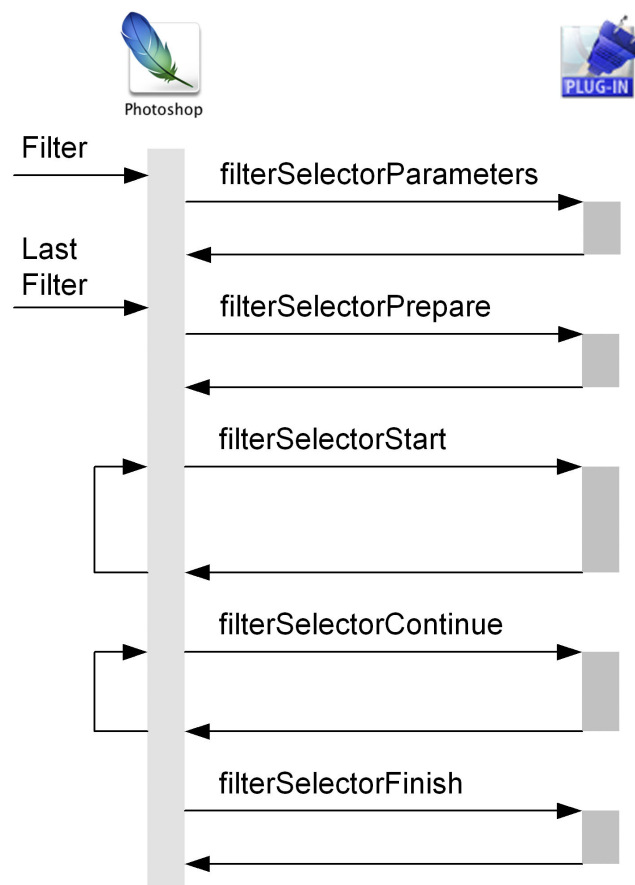 Photoshop
PLUG-IN
Filter
filterSelectorParameters
Last
Filter
filterSelectorPrepare
filterSelectorStart
filterSelectorContinue
filterSelectorFinish